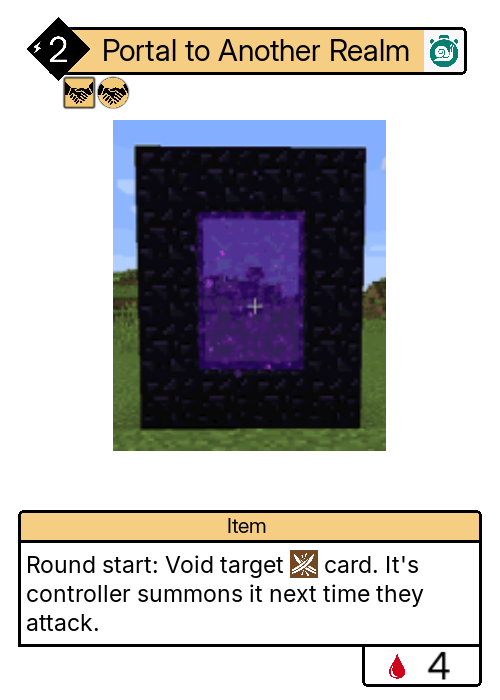 2 Portal to Another Realm
Item
Round start: Void target card. It's
controller summons it next time they
attack.
4